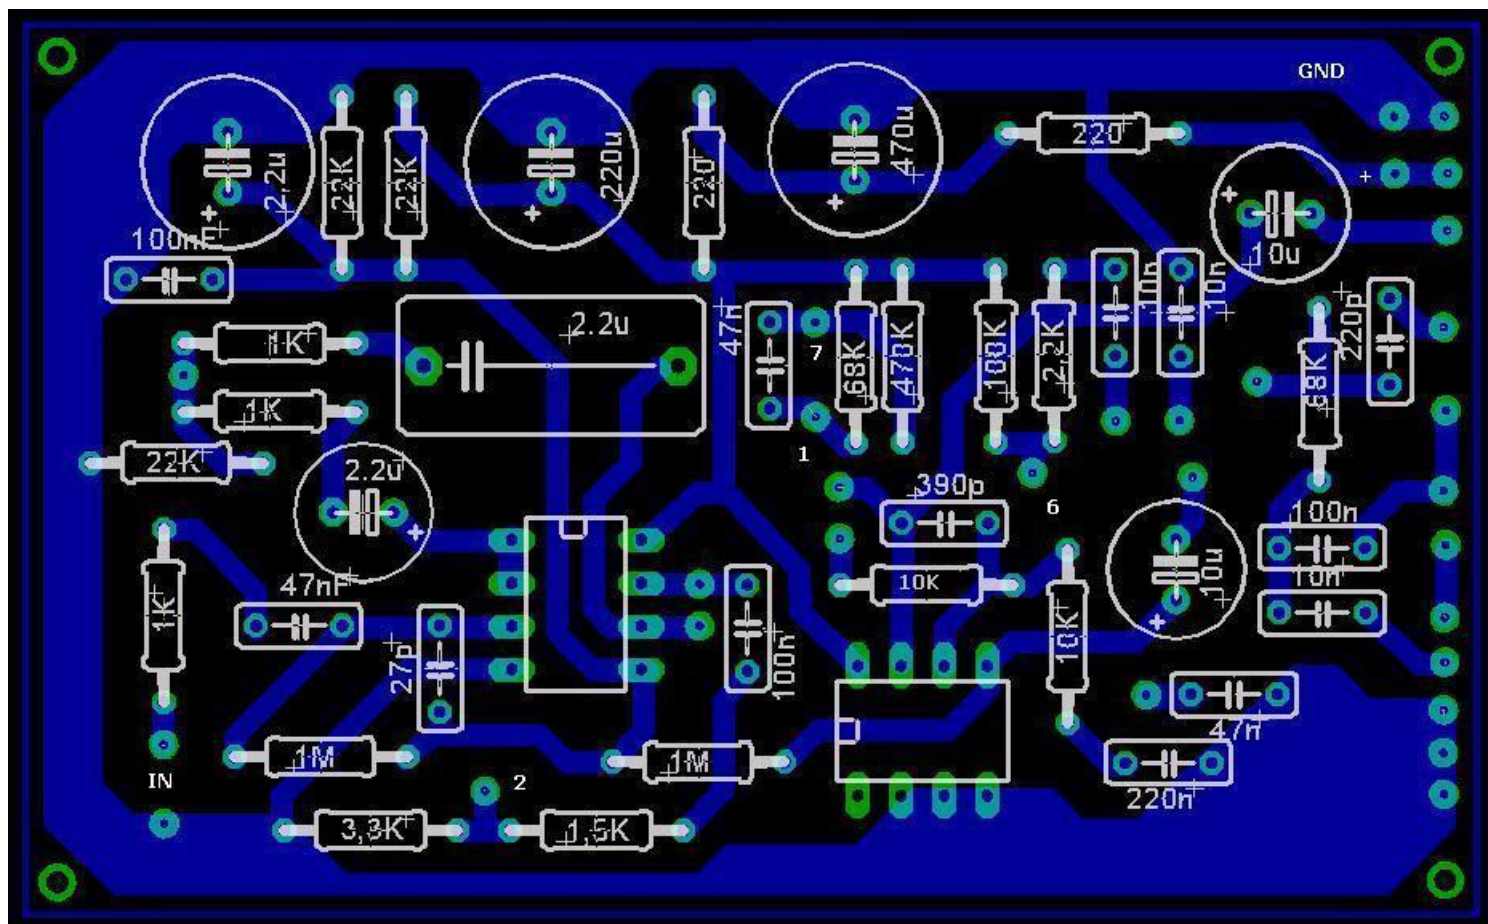 GND
2,2u
22K
22K
220u
220
470u
220
+
+
+
+
+
10u
100nF
10n
10n
1K
2.2u
47n
7
68K
470K
100K
2,2K
68K
220p
1K
1
22K
2.2u
+
390p
6
100n
10K
10u
+
10n
1K
47nF
27p
100n
10K
47n
1M
1M
220n
IN
2
3,3K
1,5K